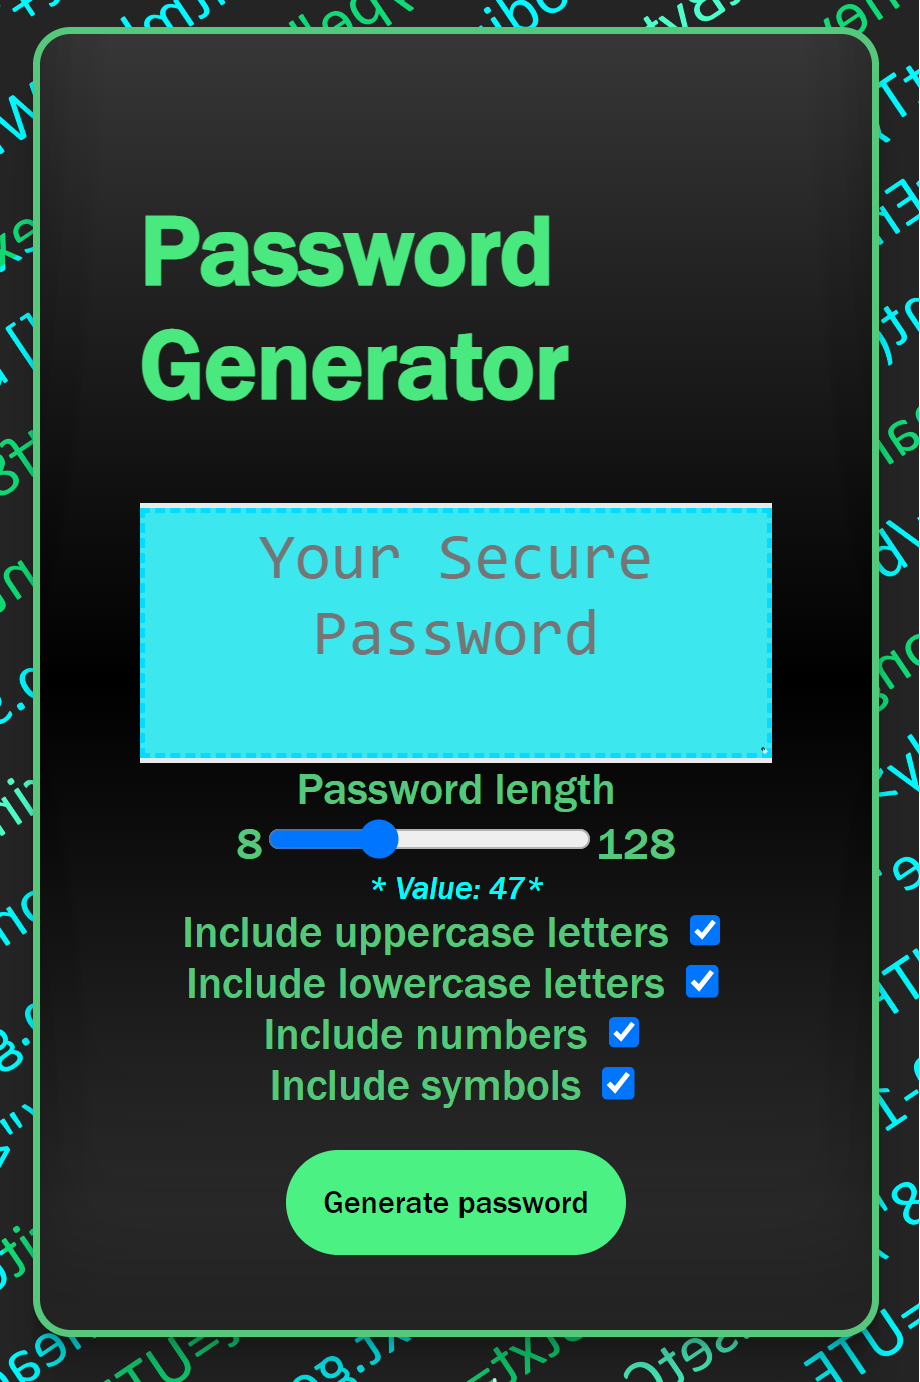 Password
Generator
Your Secure
Password
Password length
8 128
* Value: 47*
Include uppercase letters
Include lowercase letters
Include numbers
Include symbols
Generate password